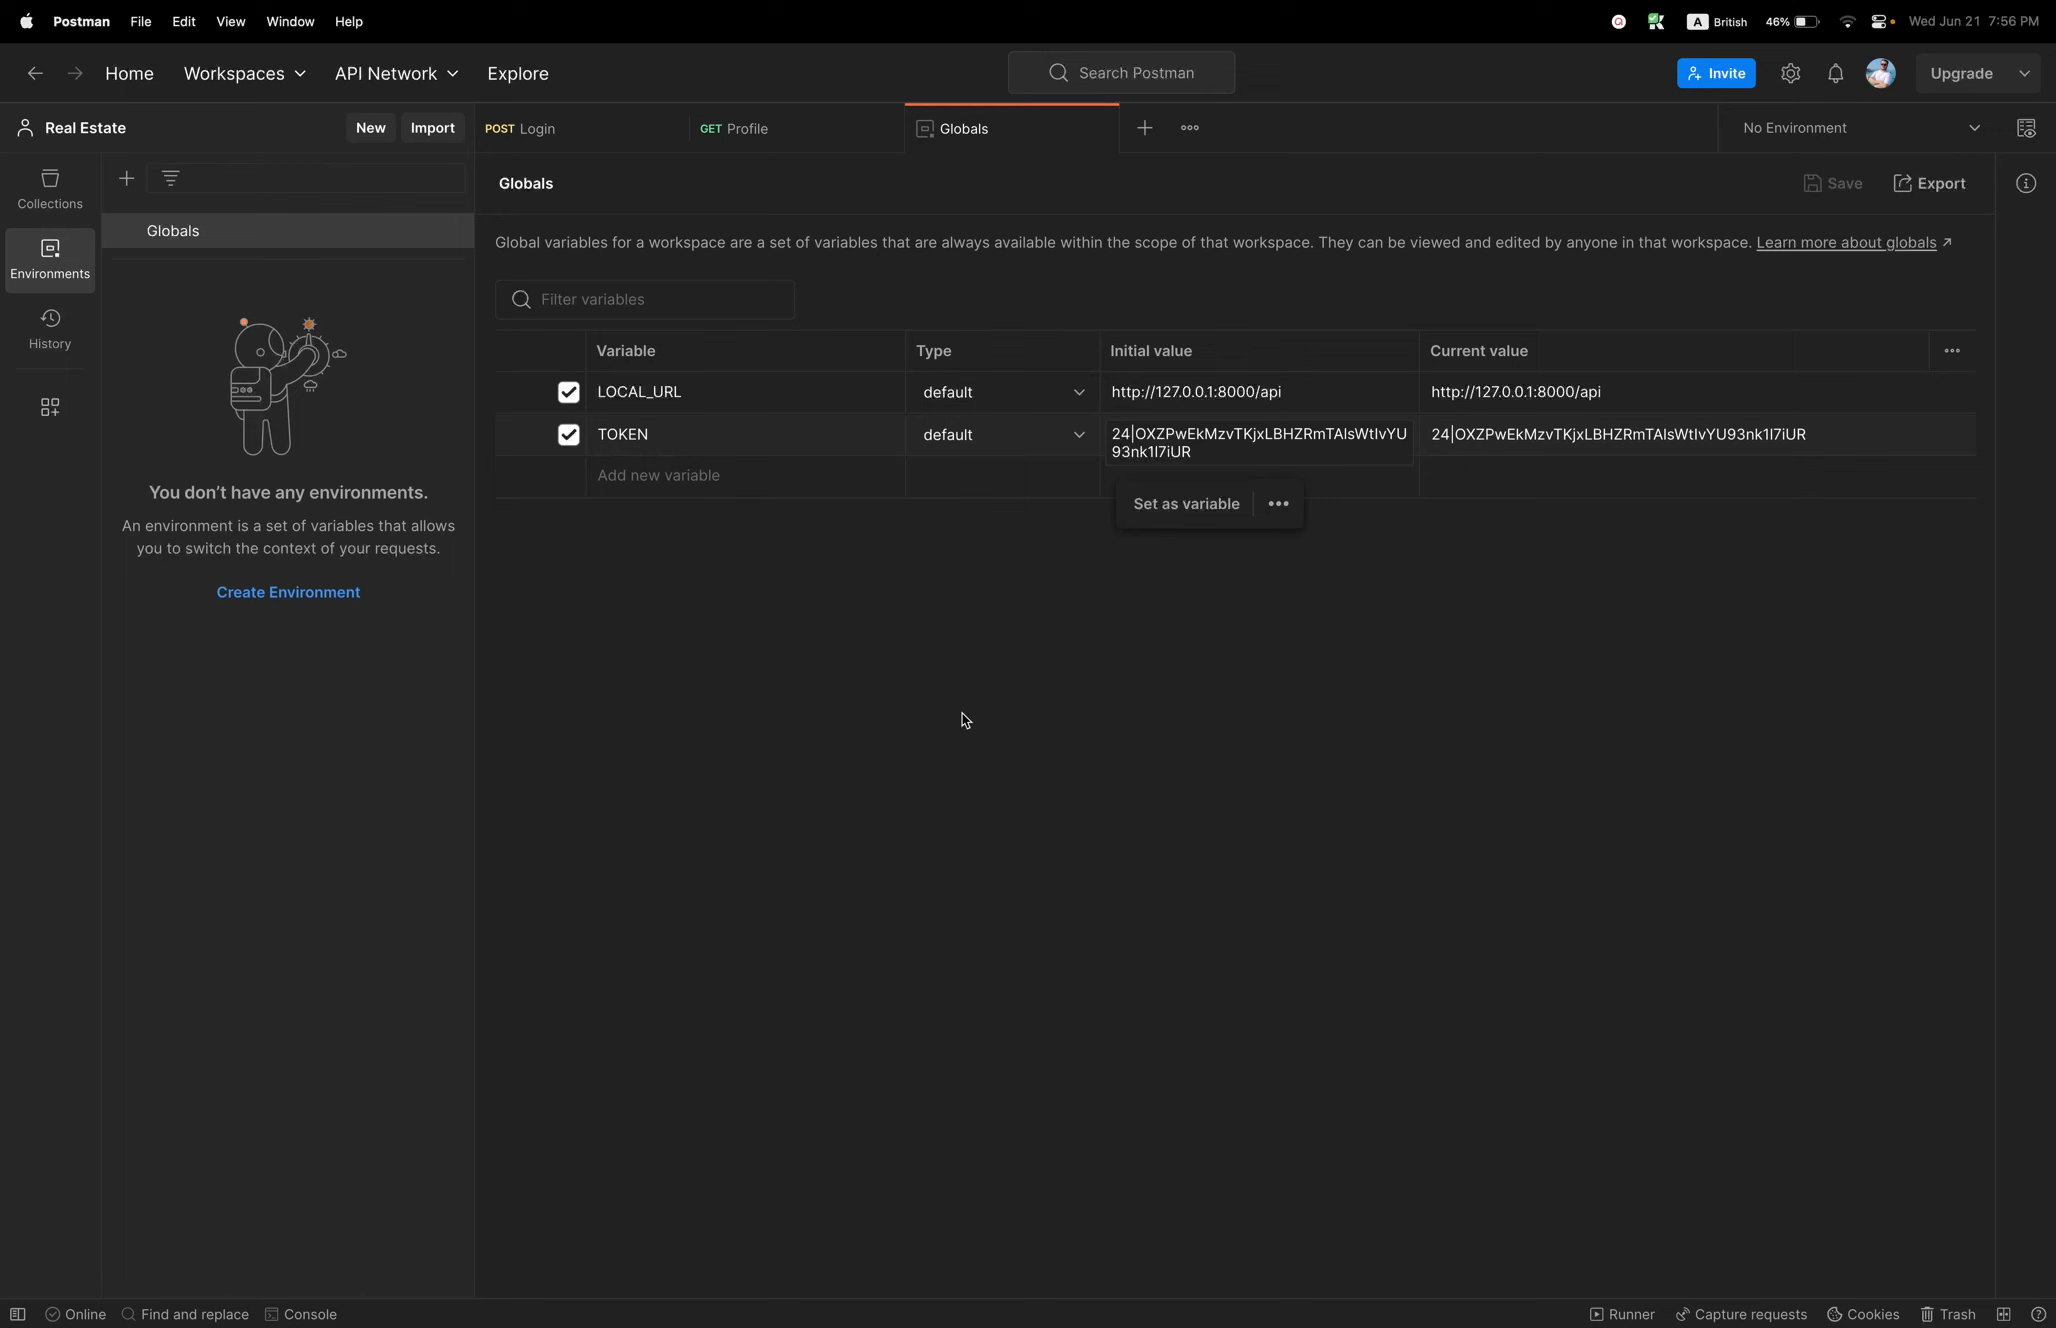 Postman File Edit View Window Help
A British 46% Wed Jun 21 7:56 PM
Home Workspaces API Network Explore
Search Postman
Invite
Upgrade
Real Estate
New Import
POST Login
GET Profile
Globals
No Environment
Collections
Environments
History
Globals
You don’t have any environments.
An environment is a set of variables that allows
you to switch the context of your requests.
Create Environment
Globals
Save Export
Global variables for a workspace are a set of variables that are always available within the scope of that workspace. They can be viewed and edited by anyone in that workspace. Learn more about globals ↗
Filter variables
Variable Type Initial value Current value
LOCAL_URL default http://127.0.0.1:8000/api http://127.0.0.1:8000/api
TOKEN default 24|OXZPwEkMzvTKjxLBHZRmTAIsWtIvYU 24|OXZPwEkMzvTKjxLBHZRmTAIsWtIvYU93nk1I7iUR
93nk1I7iUR
Add new variable
Set as variable
Online Find and replace Console
Runner Capture requests Cookies Trash